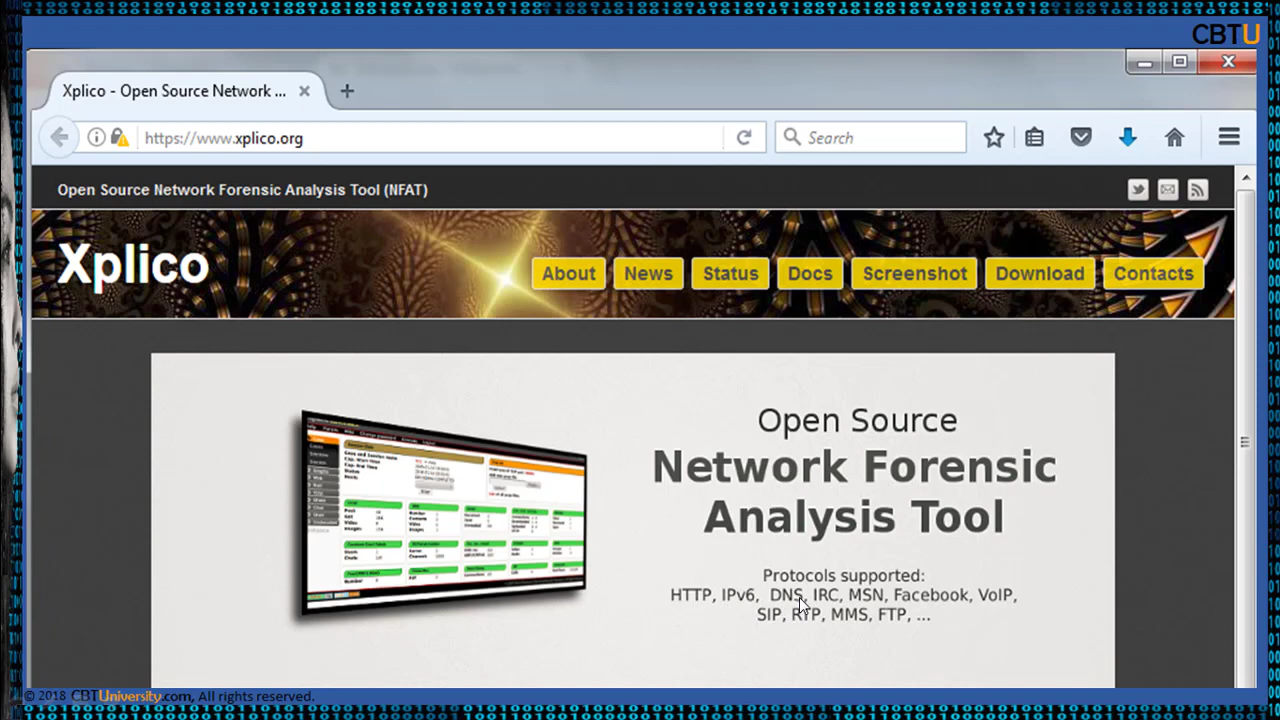 CBTU
Xplico - Open Source Network ...
https://www.xplico.org
Search
Open Source Network Forensic Analysis Tool (NFAT)
Xplico
About News Status Docs Screenshot Download Contacts
Open Source
Network Forensic
Analysis Tool
Protocols supported:
HTTP, IPv6, DNS, IRC, MSN, Facebook, VoIP,
SIP, RTP, MMS, FTP, ...
© 2018 CBTUniversity.com, All rights reserved.